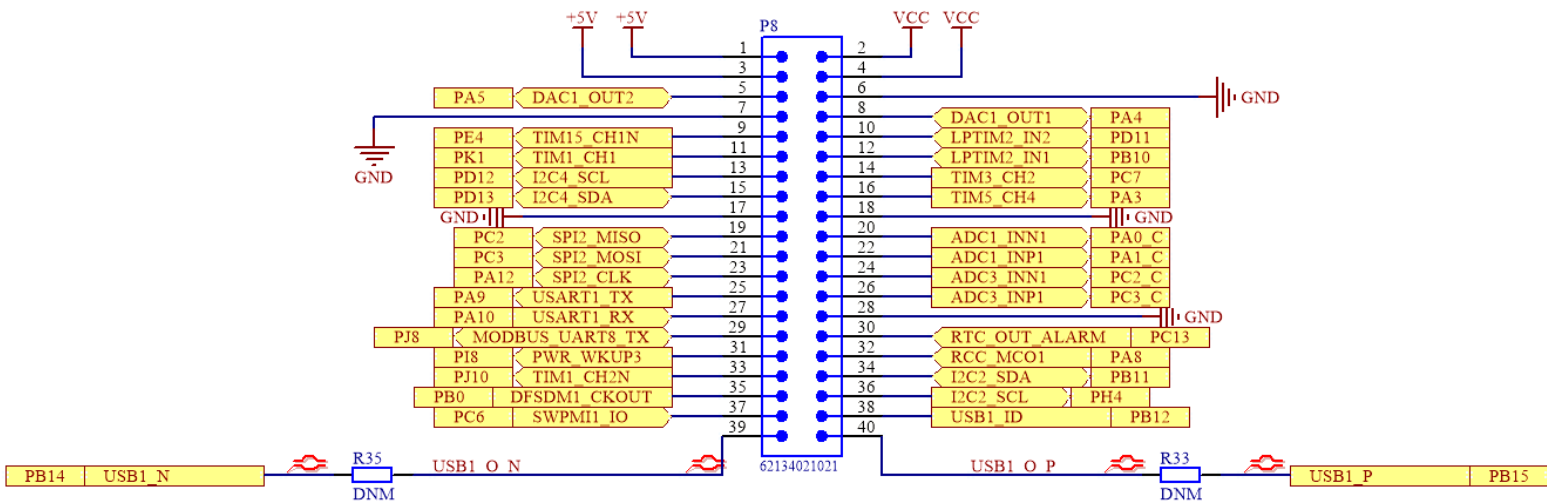 +5V +5V VCC VCC
P8
1 2
3 4
PA5 DAC1_OUT2 5 6 GND
7 8 DAC1_OUT1 PA4
PE4 TIM15_CH1N 9 10 LPTIM2_IN2 PD11
PK1 TIM1_CH1 11 12 LPTIM2_IN1 PB10
GND PD12 I2C4_SCL 13 14 TIM3_CH2 PC7
PD13 I2C4_SDA 15 16 TIM5_CH4 PA3
GND 17 18 GND
PC2 SPI2_MISO 19 20 ADC1_INN1 PA0_C
PC3 SPI2_MOSI 21 22 ADC1_INP1 PA1_C
PA12 SPI2_CLK 23 24 ADC3_INN1 PC2_C
PA9 USART1_TX 25 26 ADC3_INP1 PC3_C
PA10 USART1_RX 27 28 GND
PJ8 MODBUS_UART8_TX 29 30 RTC_OUT_ALARM PC13
PI8 PWR_WKUP3 31 32 RCC_MCO1 PA8
PJ10 TIM1_CH2N 33 34 I2C2_SDA PB11
PB0 DFSDM1_CKOUT 35 36 I2C2_SCL PH4
PC6 SWPMI1_IO 37 38 USB1_ID PB12
39 40
62134021021
PB14 USB1_N R35 USB1_O_N USB1_O_P R33 USB1_P PB15
DNM DNM